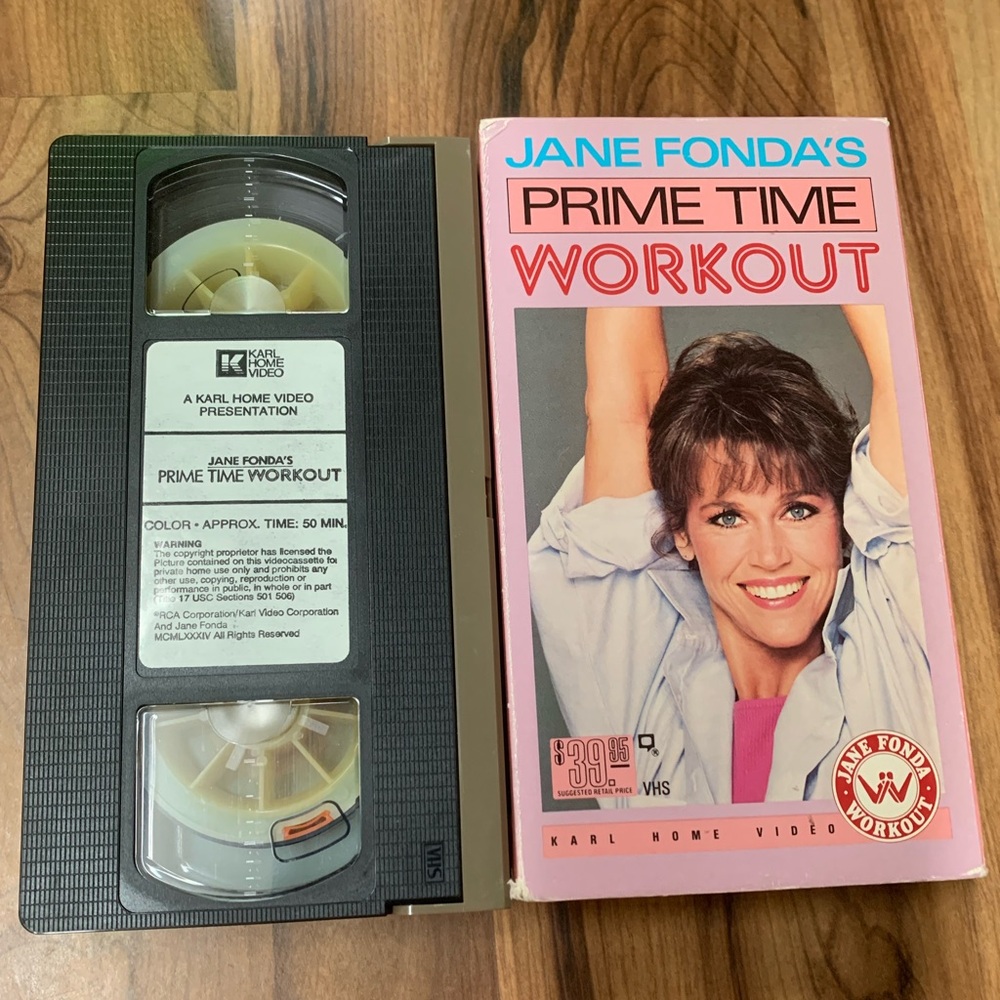 KARL
HOME
VIDEO
A KARL HOME VIDEO
PRESENTATION
JANE FONDA'S
PRIME TIME WORKOUT
COLOR • APPROX. TIME: 50 MIN.
WARNING
The copyright proprietor has licensed the
Picture contained on this videocassette for
private home use only and prohibits any
other use, copying, reproduction or
performance in public, in whole or in part
(Title 17 USC Sections 501 506)
©RCA Corporation/Karl Video Corporation
And Jane Fonda
MCMLXXXIV All Rights Reserved
VHS
JANE FONDA'S
PRIME TIME
WORKOUT
$39.95
SUGGESTED RETAIL PRICE
VHS
KARL HOME VIDEO
JANE FONDA
WORKOUT